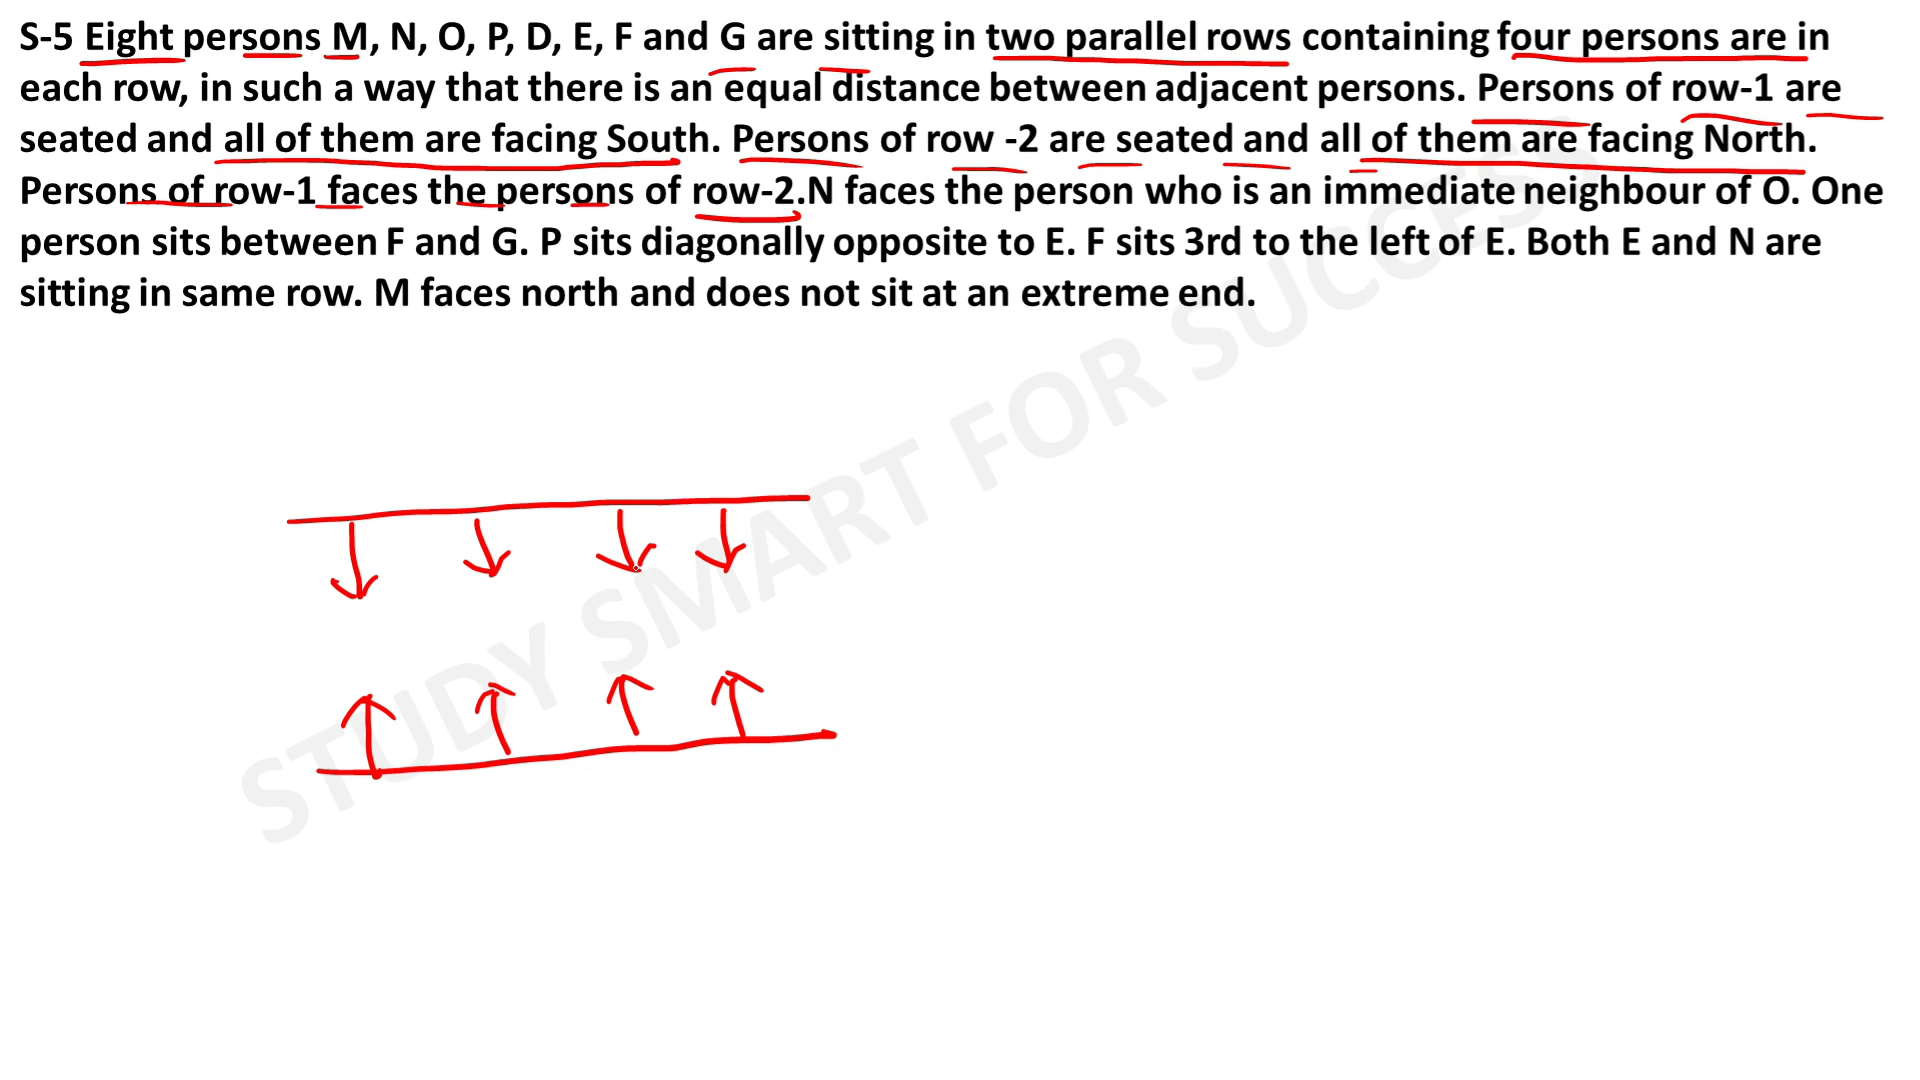 S-5 Eight persons M, N, O, P, D, E, F and G are sitting in two parallel rows containing four persons are in
each row, in such a way that there is an equal distance between adjacent persons. Persons of row-1 are
seated and all of them are facing South. Persons of row -2 are seated and all of them are facing North.
Persons of row-1 faces the persons of row-2.N faces the person who is an immediate neighbour of O. One
person sits between F and G. P sits diagonally opposite to E. F sits 3rd to the left of E. Both E and N are
sitting in same row. M faces north and does not sit at an extreme end.
STUDY SMART FOR SUCCESS